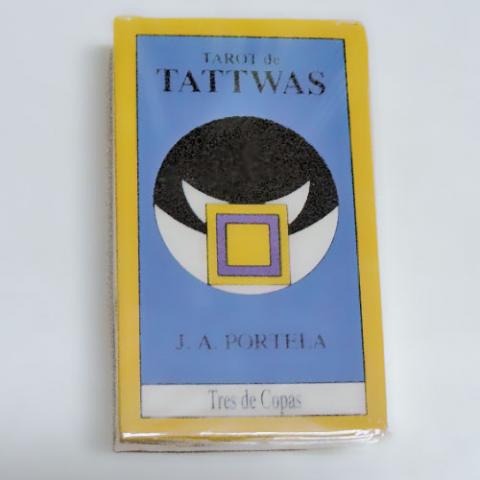 TAROT de
TATTWAS
J. A. PORTELA
Tres de Copas